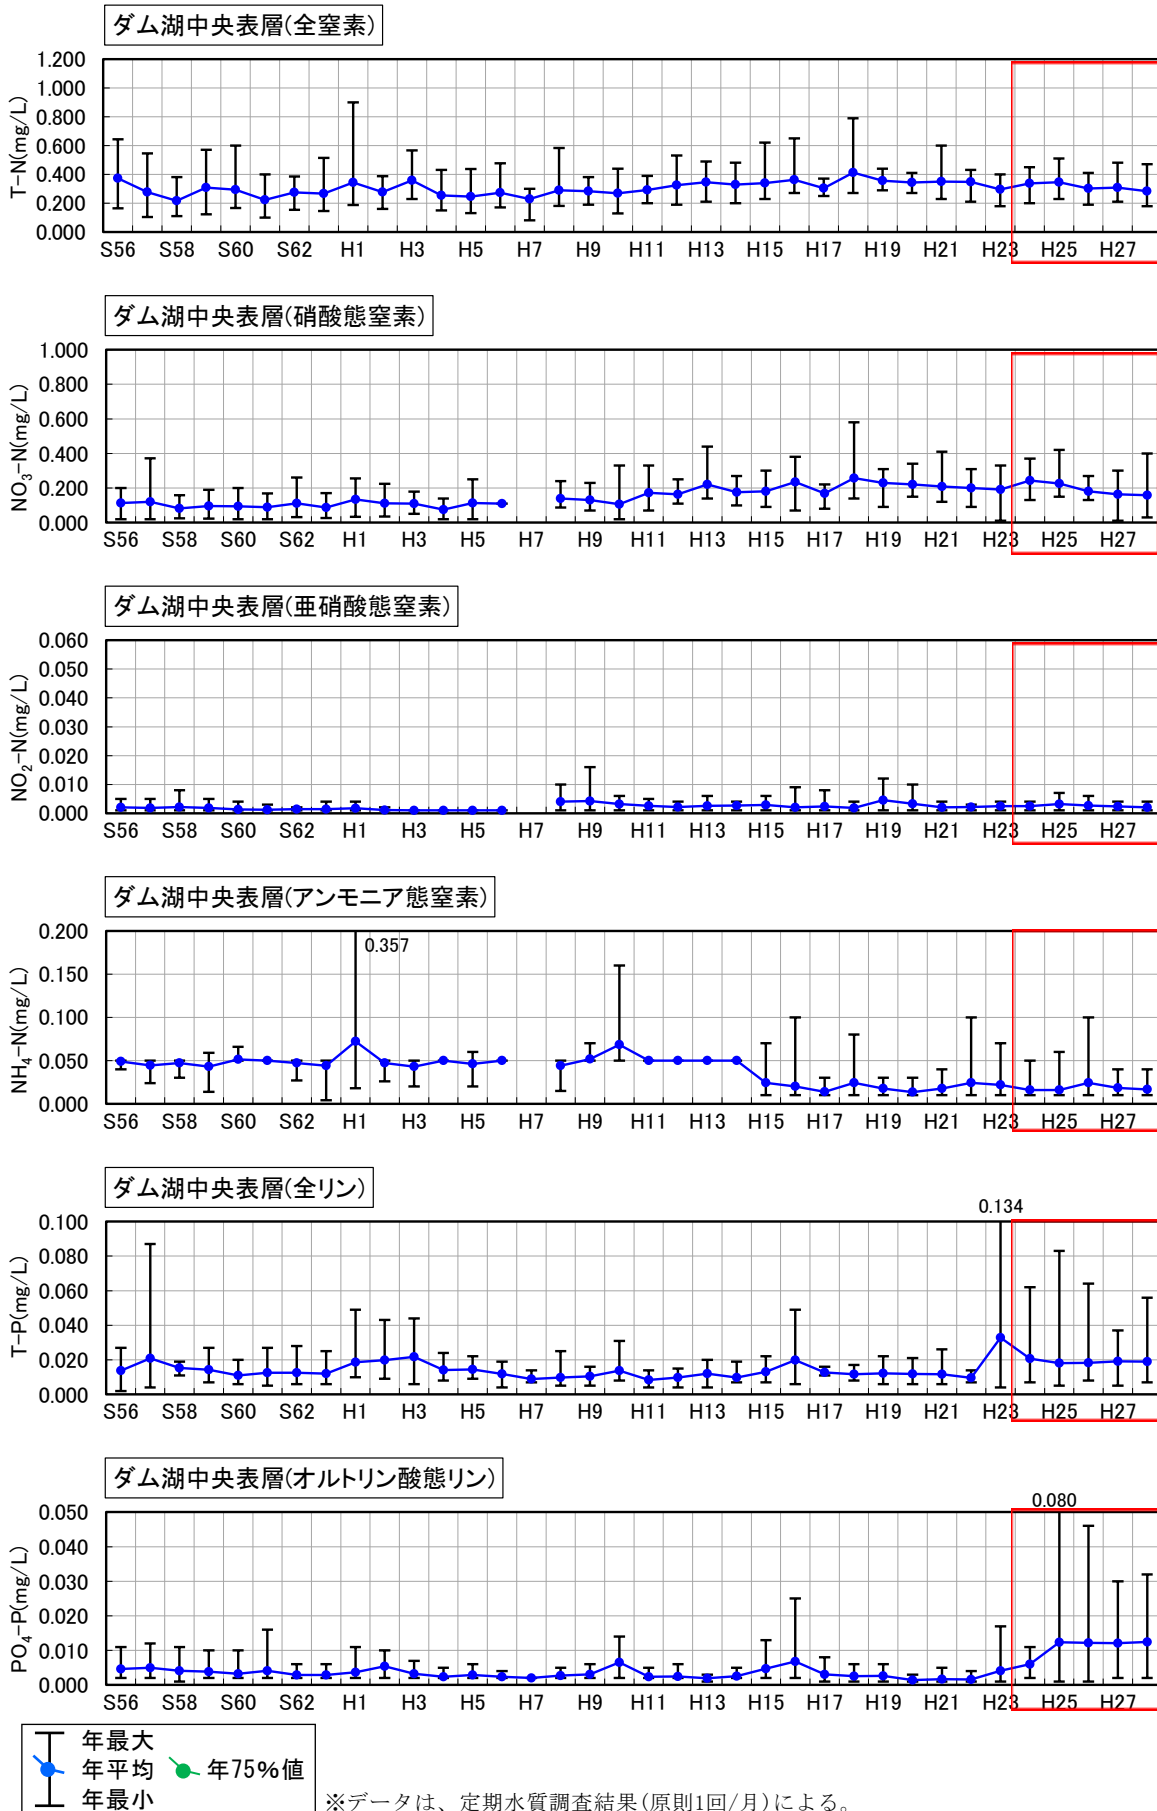 ダム湖中央表層(全窒素)
T-N(mg/L)
1.200
1.000
0.800
0.600
0.400
0.200
0.000
S56 S58 S60 S62 H1 H3 H5 H7 H9 H11 H13 H15 H17 H19 H21 H23 H25 H27
ダム湖中央表層(硝酸態窒素)
NO₃-N(mg/L)
1.000
0.800
0.600
0.400
0.200
0.000
S56 S58 S60 S62 H1 H3 H5 H7 H9 H11 H13 H15 H17 H19 H21 H23 H25 H27
ダム湖中央表層(亜硝酸態窒素)
NO₂-N(mg/L)
0.060
0.050
0.040
0.030
0.020
0.010
0.000
S56 S58 S60 S62 H1 H3 H5 H7 H9 H11 H13 H15 H17 H19 H21 H23 H25 H27
ダム湖中央表層(アンモニア態窒素)
NH₄-N(mg/L)
0.200
0.150
0.100
0.050
0.000
0.357
S56 S58 S60 S62 H1 H3 H5 H7 H9 H11 H13 H15 H17 H19 H21 H23 H25 H27
ダム湖中央表層(全リン)
0.134
T-P(mg/L)
0.100
0.080
0.060
0.040
0.020
0.000
S56 S58 S60 S62 H1 H3 H5 H7 H9 H11 H13 H15 H17 H19 H21 H23 H25 H27
ダム湖中央表層(オルトリン酸態リン)
0.080
PO₄-P(mg/L)
0.050
0.040
0.030
0.020
0.010
0.000
S56 S58 S60 S62 H1 H3 H5 H7 H9 H11 H13 H15 H17 H19 H21 H23 H25 H27
年最大
年平均 年75%値
年最小
※データは、定期水質調査結果(原則1回/月)による。